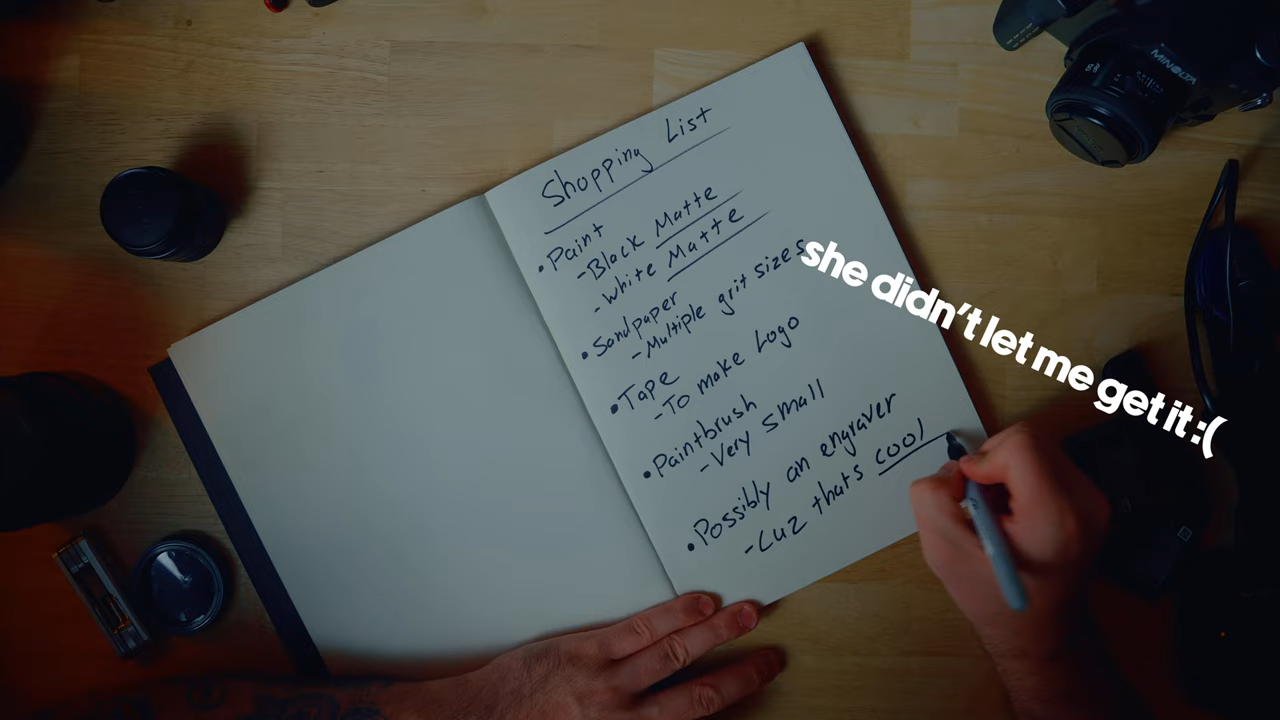 Shopping List
• Paint
- Black Matte
- White Matte
• Sandpaper
- Multiple grit sizes
• Tape
- To make Logo
• Paintbrush
- Very small
• Possibly an engraver
- cuz thats cool
she didn't let me get it :(
MINOLTA